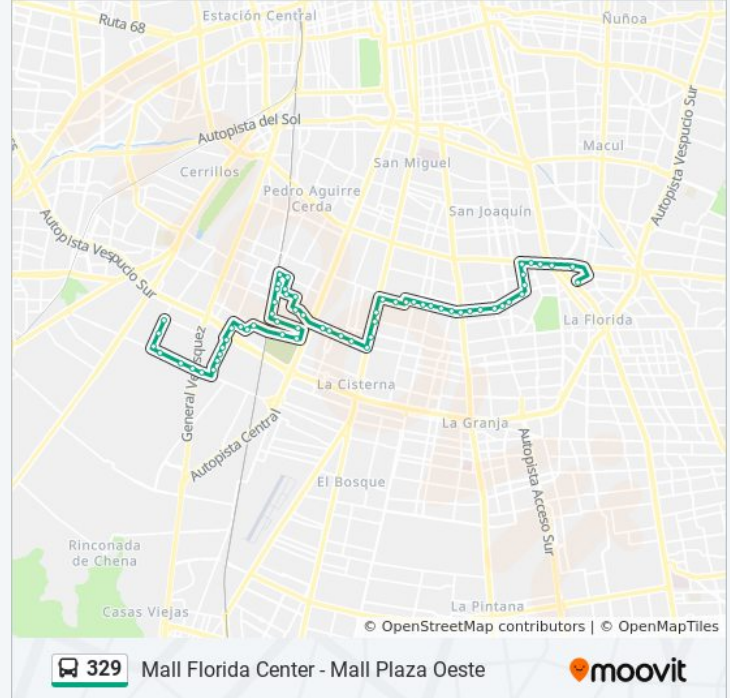 Estación Central
Ñuñoa
Ruta 68
Autopista del Sol
Autopista Vespucio Sur
Macul
San Miguel
Cerrillos
Pedro Aguirre
Cerda
San Joaquín
Autopista Vespucio Sur
La Florida
General Ve squez
La Cisterna
La Granja
Autopista Central
El Bosque
Autopista Acceso Sur
Rinconada
de Chena
Casas Viejas
La Pintana
© OpenStreetMap contributors | © OpenMapTiles
329 Mall Florida Center - Mall Plaza Oeste
moovit